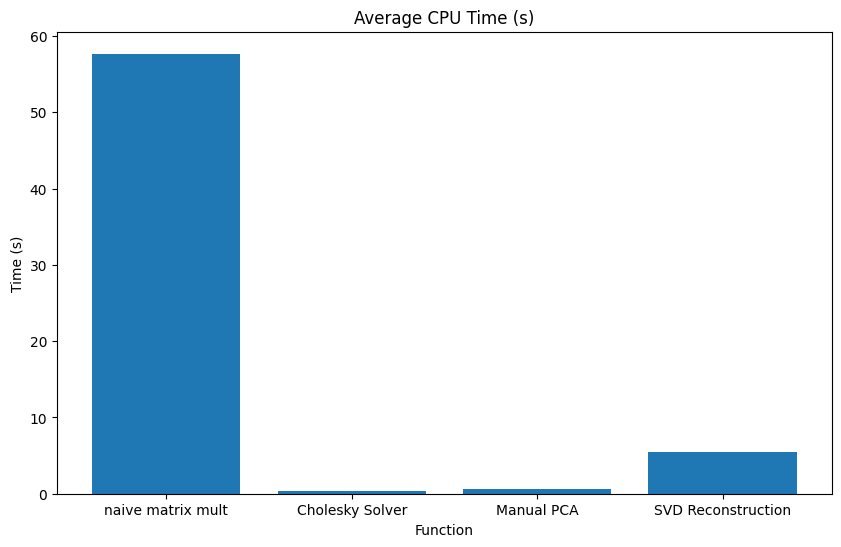 Average CPU Time (s)
60
50
40
30
20
10
0
Time (s)
naive matrix mult
Cholesky Solver
Manual PCA
SVD Reconstruction
Function